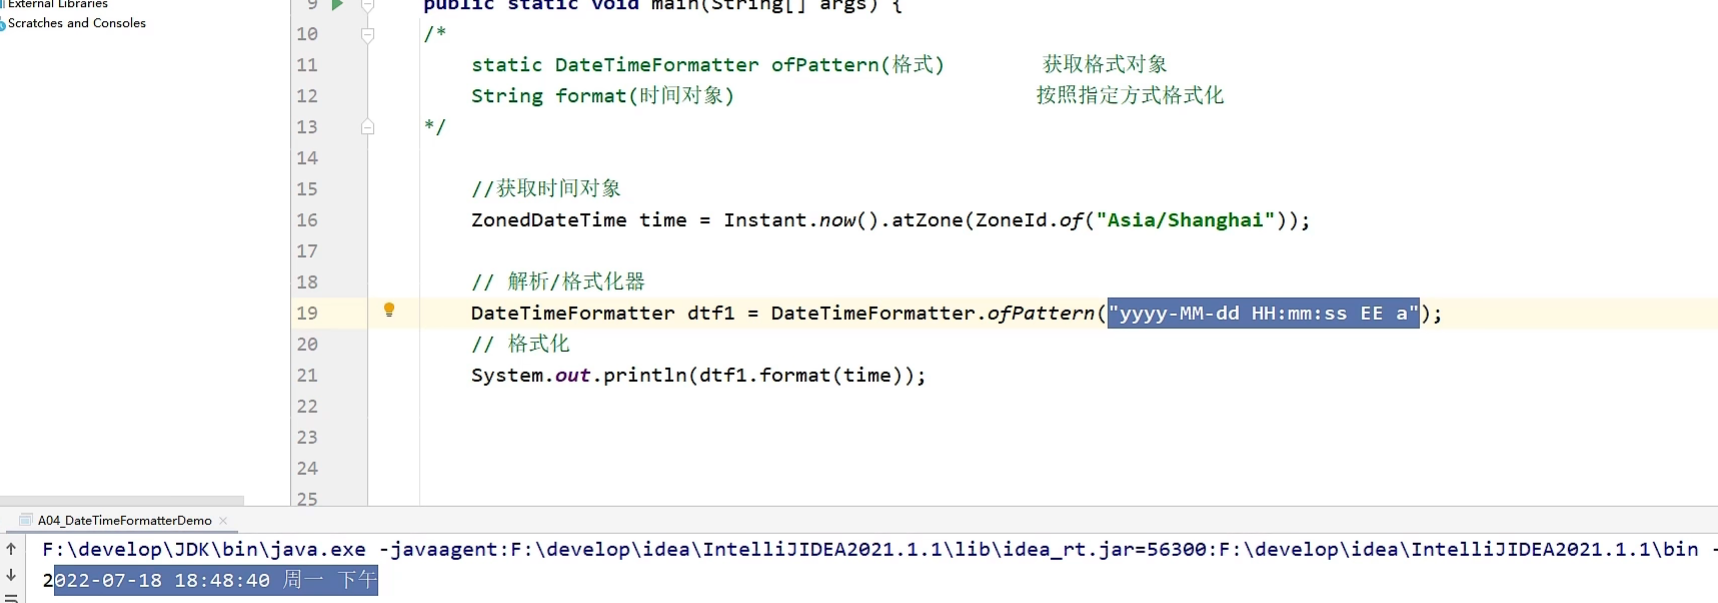 External Libraries
Scratches and Consoles
9 public static void main(String[] args) {
10 /*
11 static DateTimeFormatter ofPattern(格式) 获取格式对象
12 String format(时间对象) 按照指定方式格式化
13 */
14
15 //获取时间对象
16 ZonedDateTime time = Instant.now().atZone(ZoneId.of("Asia/Shanghai"));
17
18 // 解析/格式化器
19 DateTimeFormatter dtf1 = DateTimeFormatter.ofPattern("yyyy-MM-dd HH:mm:ss EE a");
20 // 格式化
21 System.out.println(dtf1.format(time));
22
23
24
25
A04_DateTimeFormatterDemo
F:\develop\JDK\bin\java.exe -javaagent:F:\develop\idea\IntelliJIDEA2021.1.1\lib\idea_rt.jar=56300:F:\develop\idea\IntelliJIDEA2021.1.1\bin -
2022-07-18 18:48:40 周一 下午